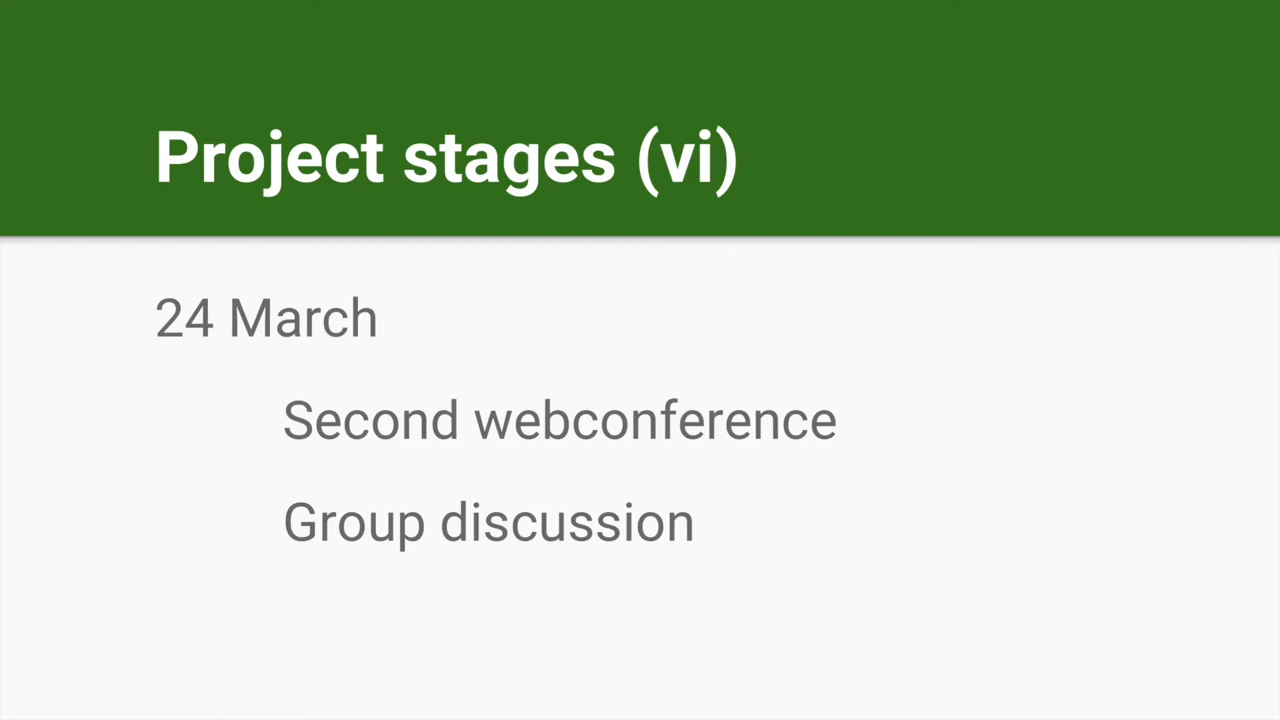 Project stages (vi)
24 March
Second webconference
Group discussion